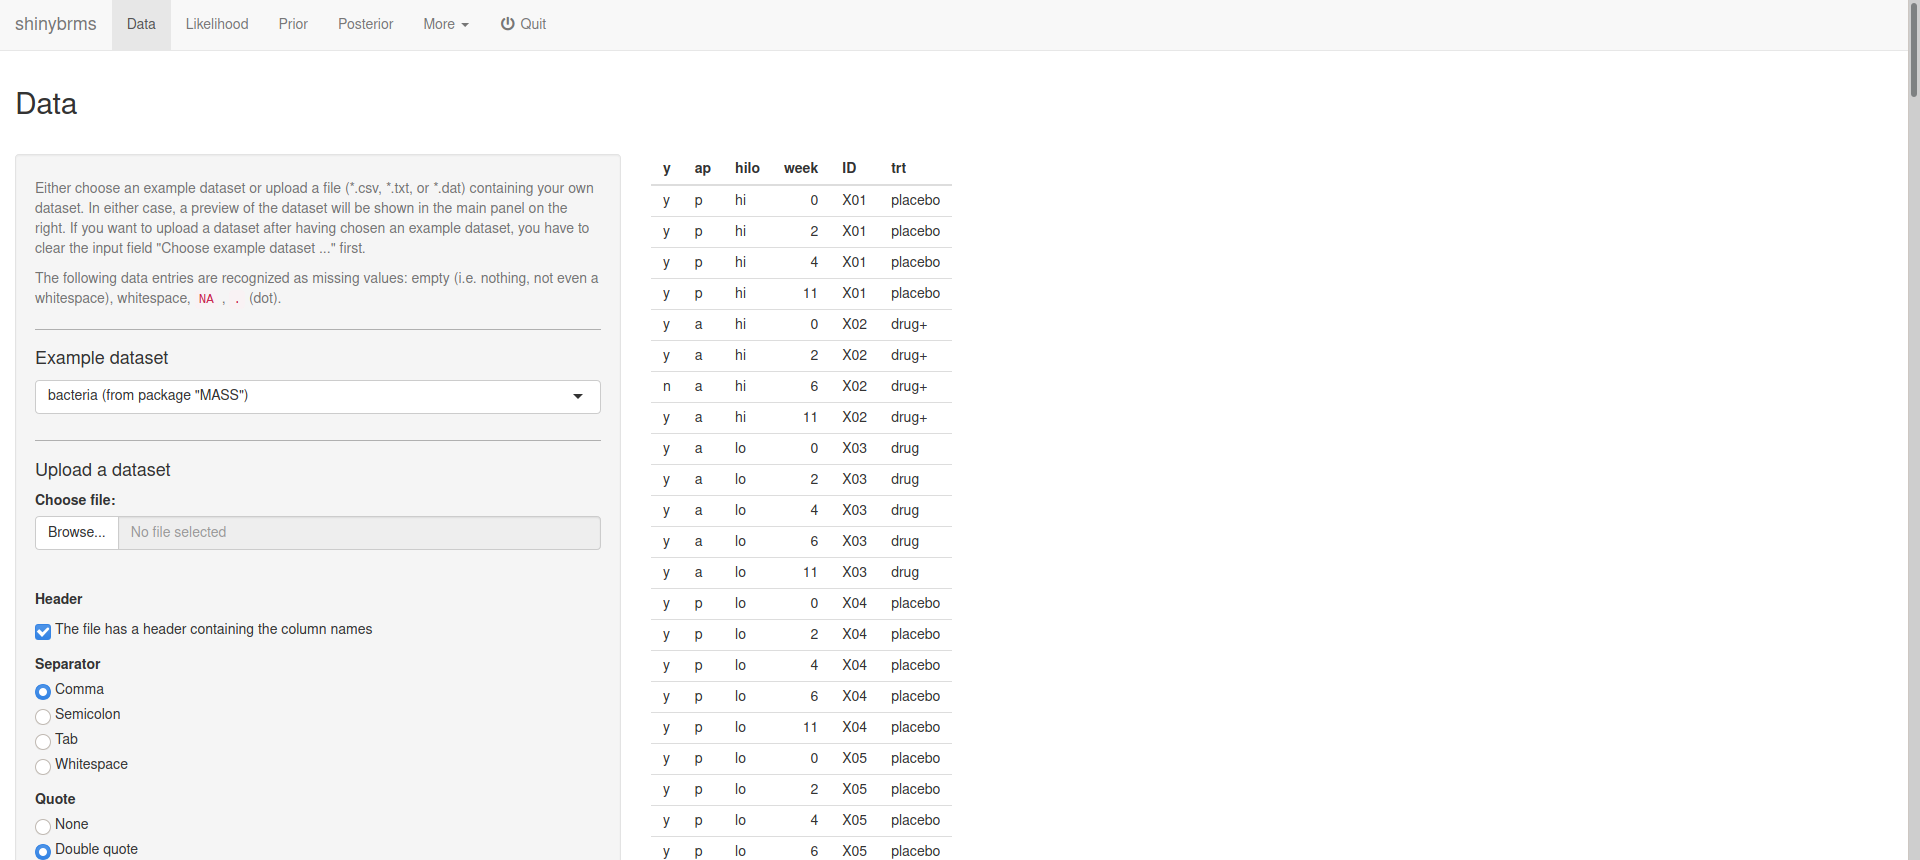 shinybrms Data Likelihood Prior Posterior More Quit
Data
Either choose an example dataset or upload a file (*.csv, *.txt, or *.dat) containing your own
dataset. In either case, a preview of the dataset will be shown in the main panel on the
right. If you want to upload a dataset after having chosen an example dataset, you have to
clear the input field "Choose example dataset ..." first.
The following data entries are recognized as missing values: empty (i.e. nothing, not even a
whitespace), whitespace, NA , . (dot).
Example dataset
bacteria (from package "MASS")
Upload a dataset
Choose file:
Browse... No file selected
Header
The file has a header containing the column names
Separator
Comma
Semicolon
Tab
Whitespace
Quote
None
Double quote
y ap hilo week ID trt
y p hi 0 X01 placebo
y p hi 2 X01 placebo
y p hi 4 X01 placebo
y p hi 11 X01 placebo
y a hi 0 X02 drug+
y a hi 2 X02 drug+
n a hi 6 X02 drug+
y a hi 11 X02 drug+
y a lo 0 X03 drug
y a lo 2 X03 drug
y a lo 4 X03 drug
y a lo 6 X03 drug
y a lo 11 X03 drug
y p lo 0 X04 placebo
y p lo 2 X04 placebo
y p lo 4 X04 placebo
y p lo 6 X04 placebo
y p lo 11 X04 placebo
y p lo 0 X05 placebo
y p lo 2 X05 placebo
y p lo 4 X05 placebo
y p lo 6 X05 placebo